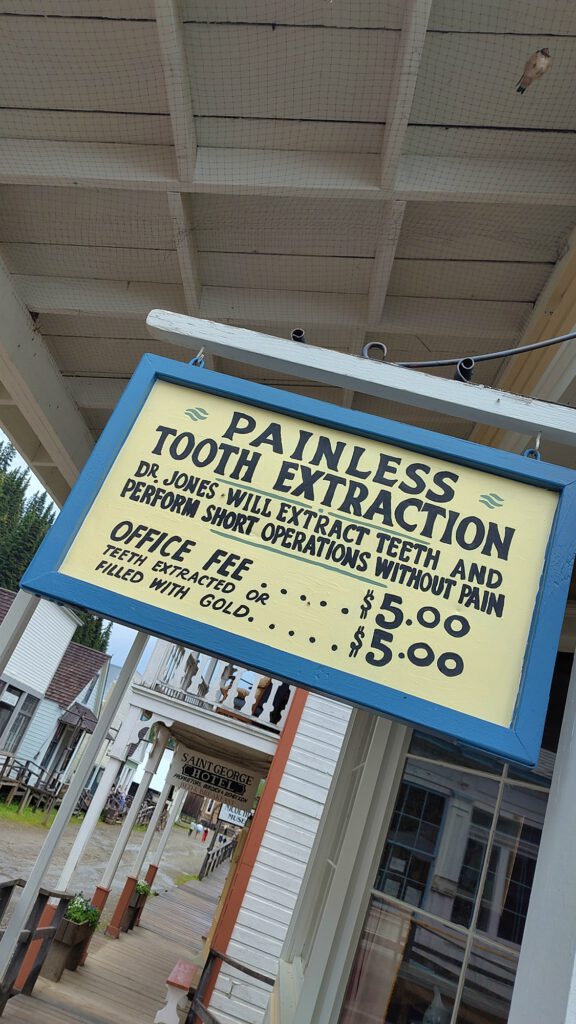 PAINLESS
TOOTH EXTRACTION
DR. JONES WILL EXTRACT TEETH AND
PERFORM SHORT OPERATIONS WITHOUT PAIN
OFFICE FEE ...... $5.00
TEETH EXTRACTED OR
FILLED WITH GOLD...... $5.00
SAINT GEORGE
HOTEL